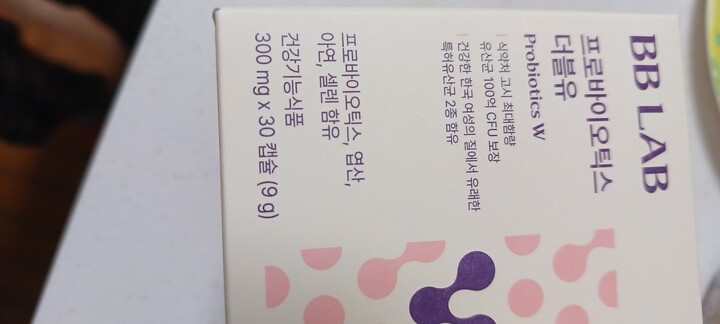 BB LAB
프로바이오틱스
더블유
Probiotics W
식약처 고시 최대함량
유산균 100억 CFU 보장
건강한 한국 여성의 질에서 유래한
특허유산균 2종 함유
프로바이오틱스, 엽산,
아연, 셀렌 함유
건강기능식품
300 mg x 30 캡슐 (9 g)